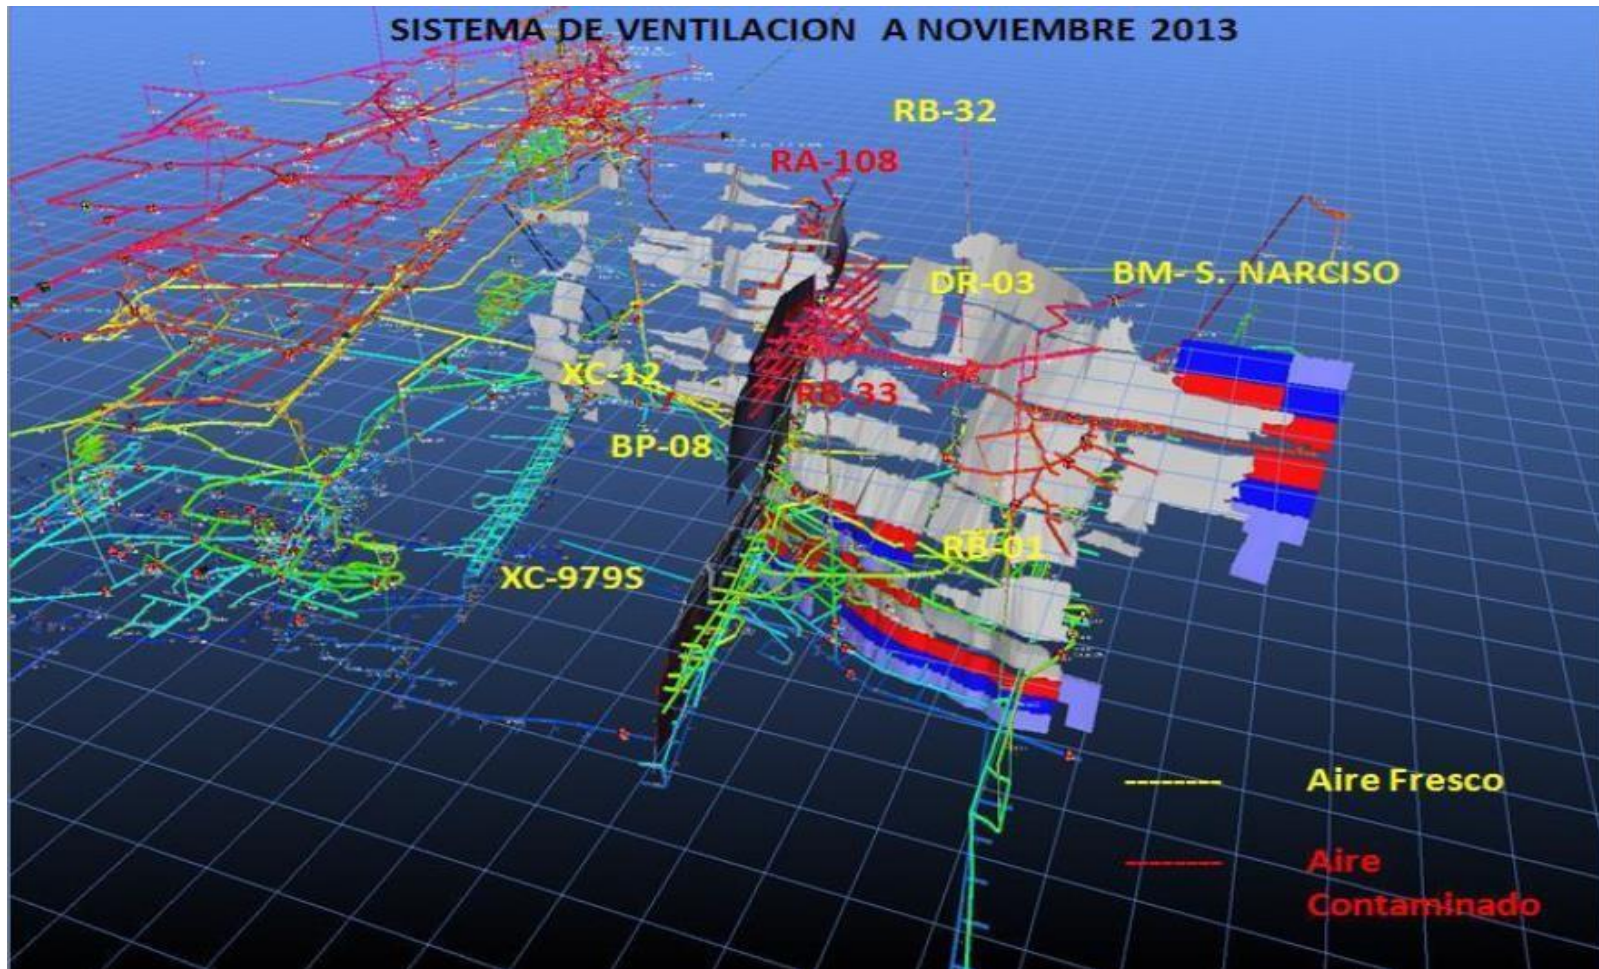 SISTEMA DE VENTILACION A NOVIEMBRE 2013
RB-32
RA-108
DR-03
BM- S. NARCISO
XC-12
RB-33
BP-08
RB-01
XC-979S
Aire Fresco
Aire
Contaminado